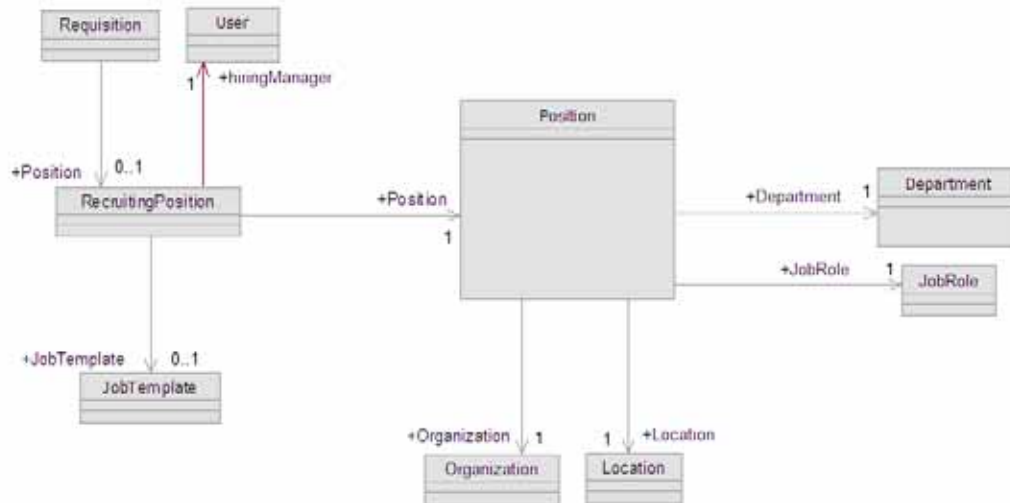 Requisition
User
1
+hiringManager
Position
+Position
0..1
RecruitingPosition
+Position
1
+Department
1
Department
+JobRole
1
JobRole
+JobTemplate
0..1
JobTemplate
+Organization
1
1
+Location
Organization
Location